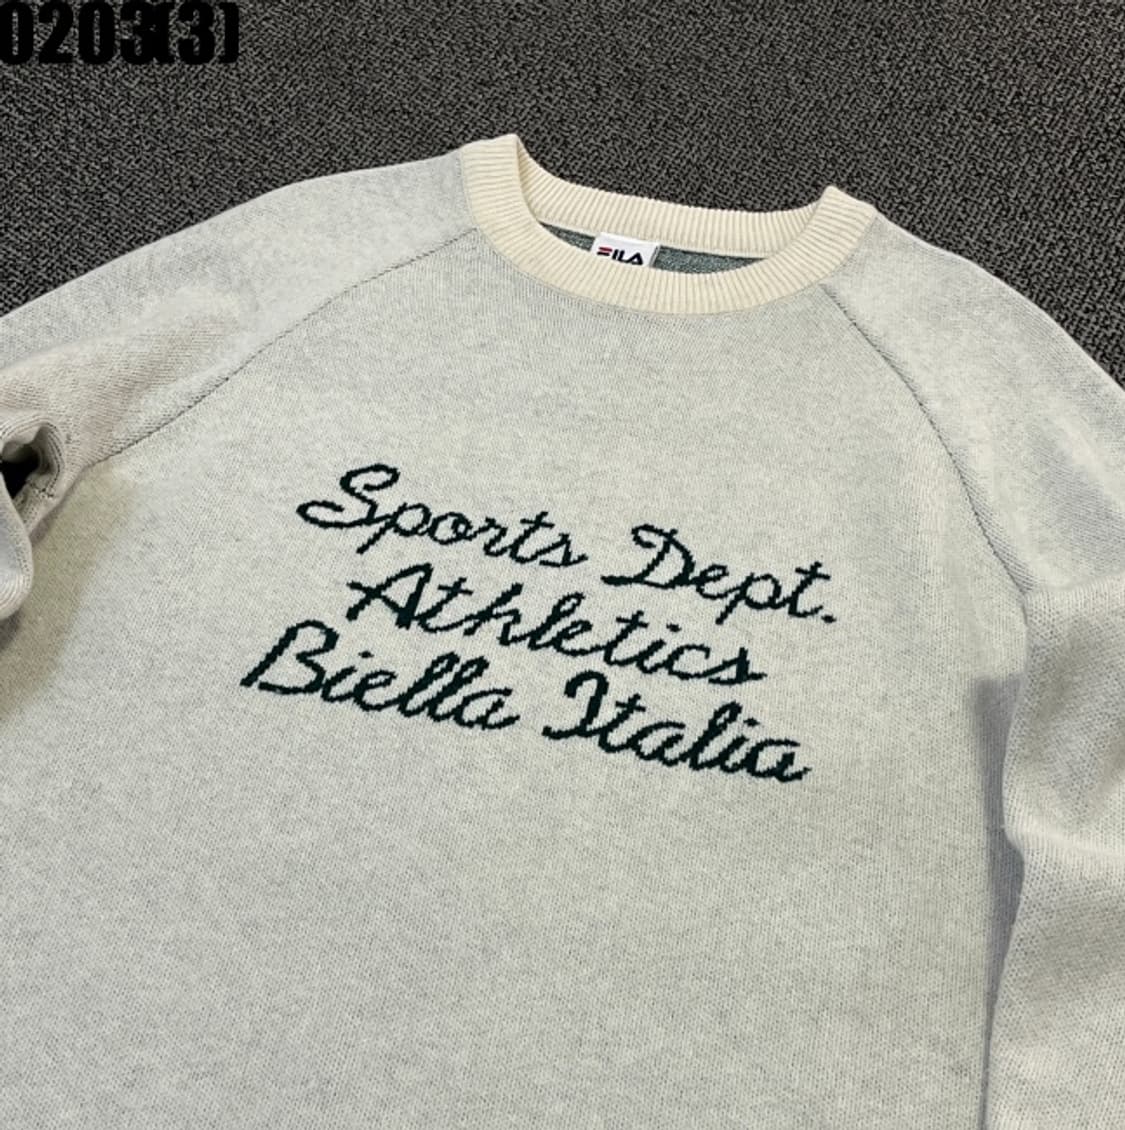 0203(3)
FILA
Sports Dept.
Athletics
Biella Italia